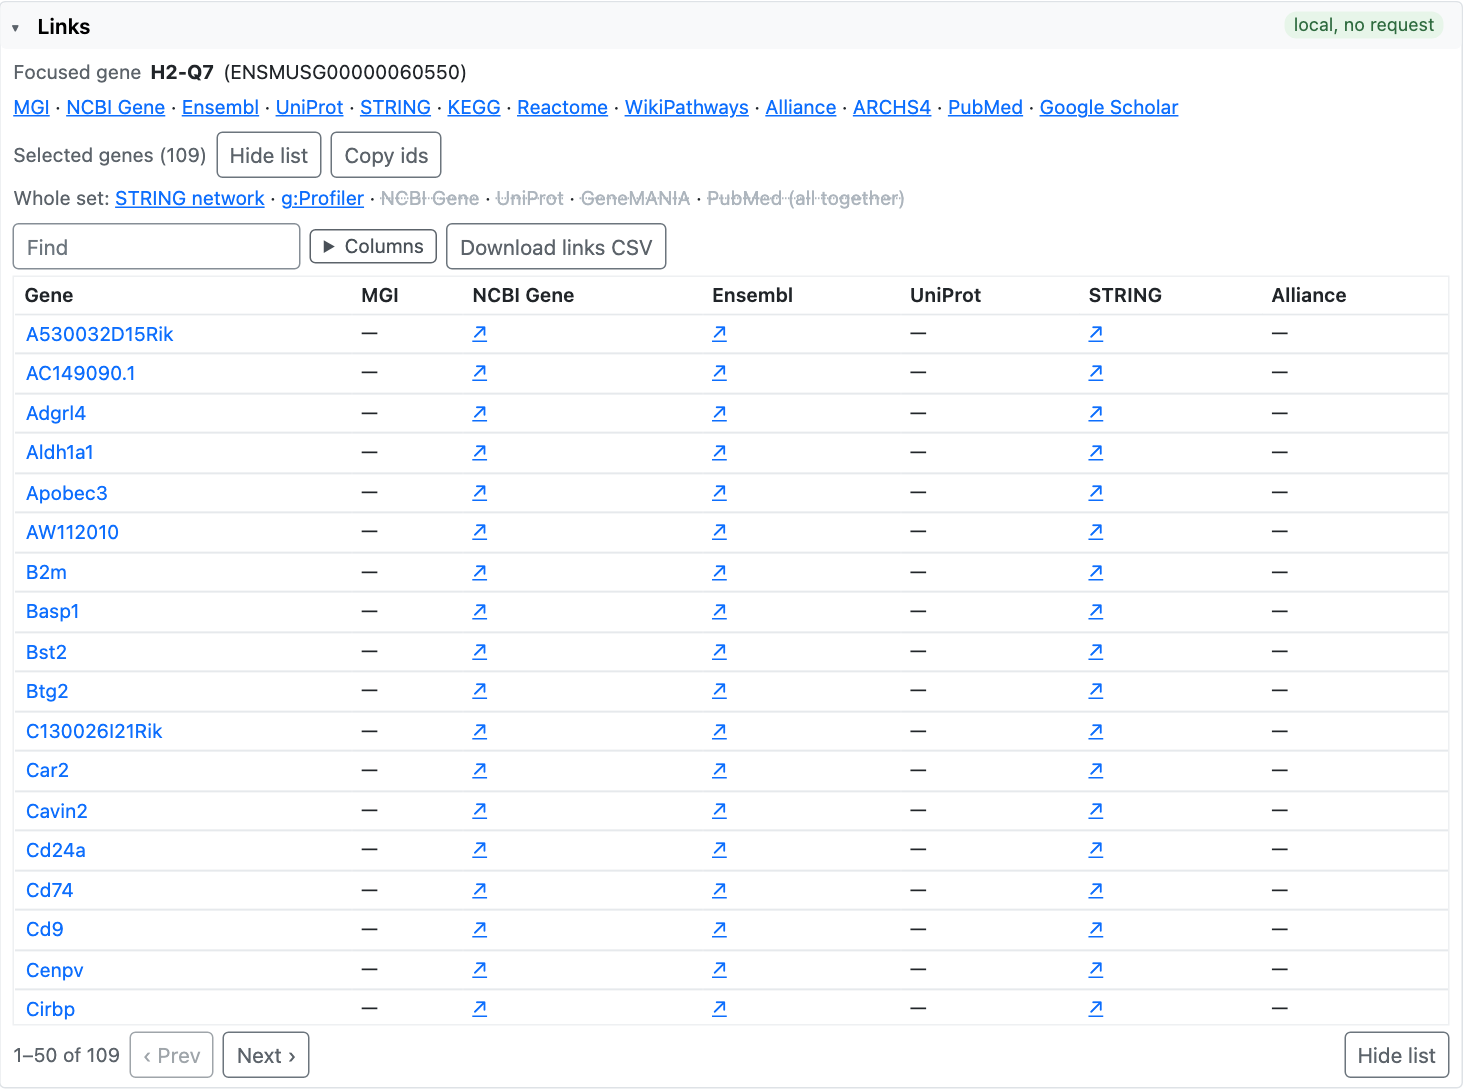 ▾ Links local, no request
Focused gene H2-Q7 (ENSMUSG00000060550)
MGI · NCBI Gene · Ensembl · UniProt · STRING · KEGG · Reactome · WikiPathways · Alliance · ARCHS4 · PubMed · Google Scholar
Selected genes (109) Hide list Copy ids
Whole set: STRING network · g:Profiler · NCBI Gene · UniProt · GeneMANIA · PubMed (all together)
Find ▶ Columns Download links CSV
Gene MGI NCBI Gene Ensembl UniProt STRING Alliance
A530032D15Rik — ↗ ↗ — ↗ —
AC149090.1 — ↗ ↗ — ↗ —
Adgrl4 — ↗ ↗ — ↗ —
Aldh1a1 — ↗ ↗ — ↗ —
Apobec3 — ↗ ↗ — ↗ —
AW112010 — ↗ ↗ — ↗ —
B2m — ↗ ↗ — ↗ —
Basp1 — ↗ ↗ — ↗ —
Bst2 — ↗ ↗ — ↗ —
Btg2 — ↗ ↗ — ↗ —
C130026I21Rik — ↗ ↗ — ↗ —
Car2 — ↗ ↗ — ↗ —
Cavin2 — ↗ ↗ — ↗ —
Cd24a — ↗ ↗ — ↗ —
Cd74 — ↗ ↗ — ↗ —
Cd9 — ↗ ↗ — ↗ —
Cenpv — ↗ ↗ — ↗ —
Cirbp — ↗ ↗ — ↗ —
1–50 of 109 ‹ Prev Next › Hide list